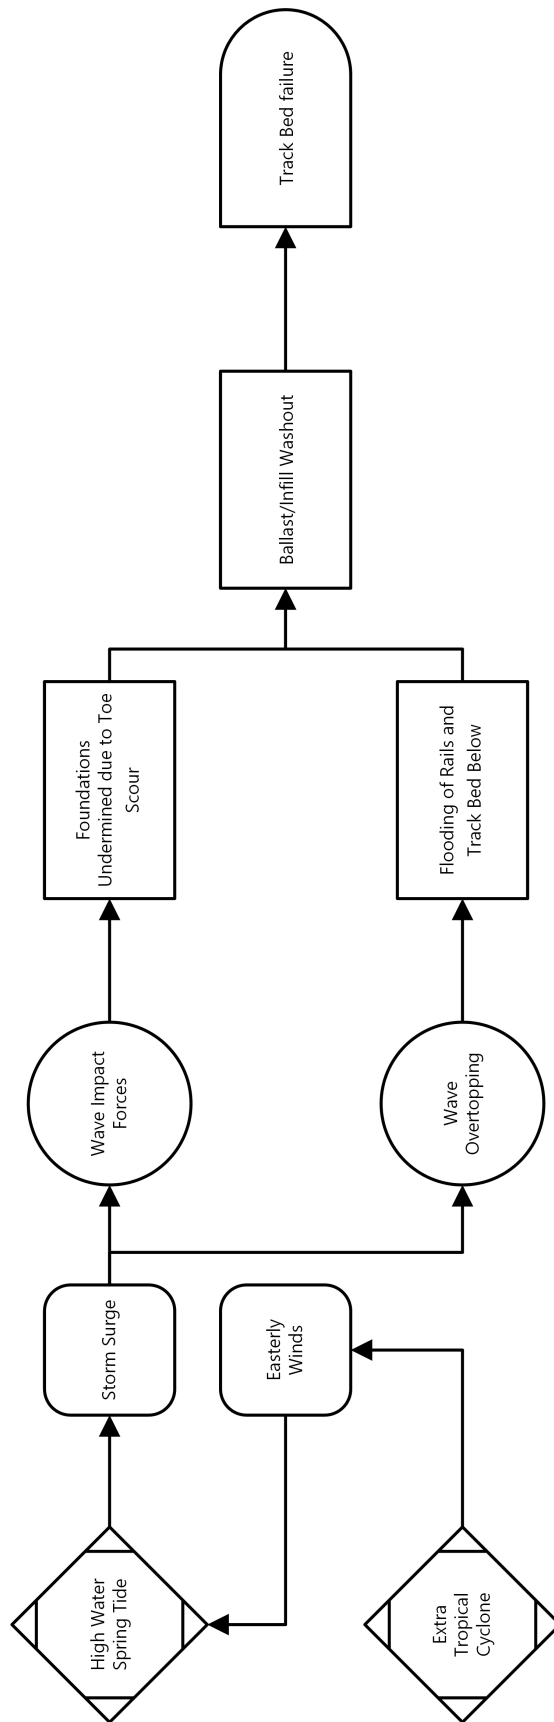 High Water
Spring Tide
Extra
Tropical
Cyclone
Storm Surge
Easterly
Winds
Wave Impact
Forces
Wave
Overtopping
Foundations
Undermined due to Toe
Scour
Flooding of Rails and
Track Bed Below
Ballast/Infill Washout
Track Bed failure